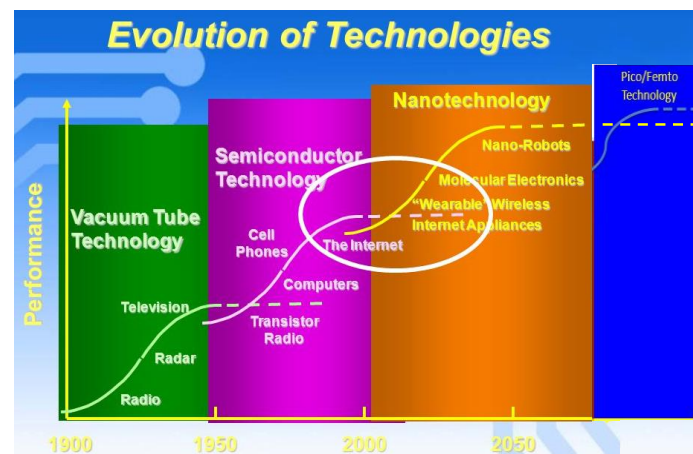 Evolution of Technologies
Pico/Femto
Technology
Nanotechnology
Nano-Robots
Semiconductor
Technology
Molecular Electronics
"Wearable" Wireless
Internet Appliances
Vacuum Tube
Technology
Cell
Phones
The Internet
Computers
Television
Transistor
Radio
Radar
Radio
Performance
1900
1950
2000
2050